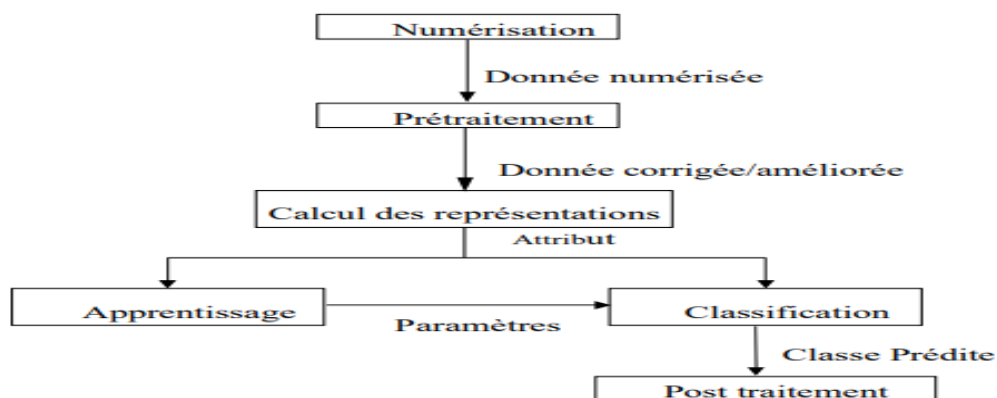 Numérisation
Donnée numérisée
Prétraitement
Donnée corrigée/améliorée
Calcul des représentations
Attribut
Apprentissage
Paramètres
Classification
Classe Prédite
Post traitement